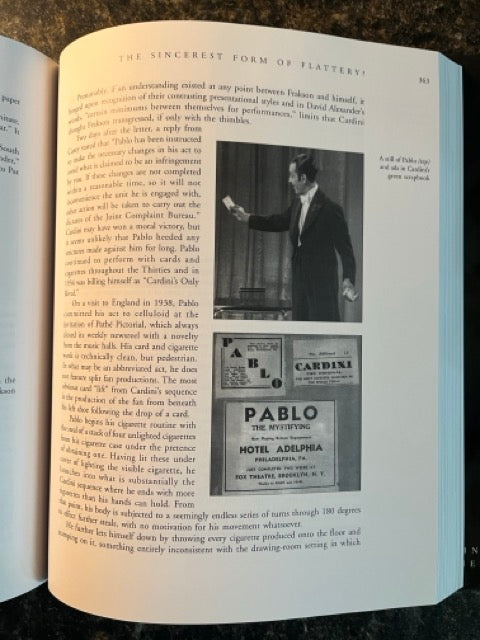 THE SINCEREST FORM OF FLATTERY?
363
Presumably, if an understanding existed at any point between Frakson and himself, it
hinged upon recognition of their contrasting presentational styles and in David Alexander's
words "certain minimums between themselves for performances," limits that Cardini
thought Frakson transgressed, if only with the thimbles.
Two days after the letter, a reply from
Casey stated that "Pablo has been instructed
to make the necessary changes in his act to
avoid what is claimed to be an infringement
by you. If these changes are not completed
within a reasonable time, so it will not
inconvenience the unit he is engaged with,
other action will be taken to carry out the
dictates of the Joint Complaint Bureau."
Cardini may have won a moral victory, but
it seems unlikely that Pablo heeded any
strictures made against him for long. Pablo
continued to perform with cards and
cigarettes throughout the Thirties and in
was billing himself as "Cardini's Only
Rival."
On a visit to England in 1938, Pablo
committed his act to celluloid at the
invitation of Pathé Pictorial, which always
closed its weekly newsreel with a novelty
from the music halls. His card and cigarette
work is technically clean, but pedestrian.
In what may be an abbreviated act, he does
not feature split fan productions. The most
obvious card "lift" from Cardini's sequence
is the production of the fan from beneath
his left shoe following the drop of a card.
Pablo begins his cigarette routine with
the steal of a stack of four unlighted cigarettes
from his cigarette case under the pretence
of obtaining one. Having lit these under
cover of lighting the visible cigarette, he
launches into what is substantially the
Cardini sequence where he ends with more
cigarettes than his hands can hold. From
that point, his body is subjected to a seemingly endless series of turns through 180 degrees
to effect further steals, with no motivation for his movement whatsoever.
He further lets himself down by throwing every cigarette produced onto the floor and
stomping on it, something entirely inconsistent with the drawing-room setting in which
A still of Pablo (top)
and ads in Cardini's
green scrapbook
PABLO
CARDINI
PABLO
THE MYSTIFYING
HOTEL ADELPHIA
PHILADELPHIA, PA.
JUST COMPLETED TWO WEEKS AT
FOX THEATRE, BROOKLYN, N. Y.